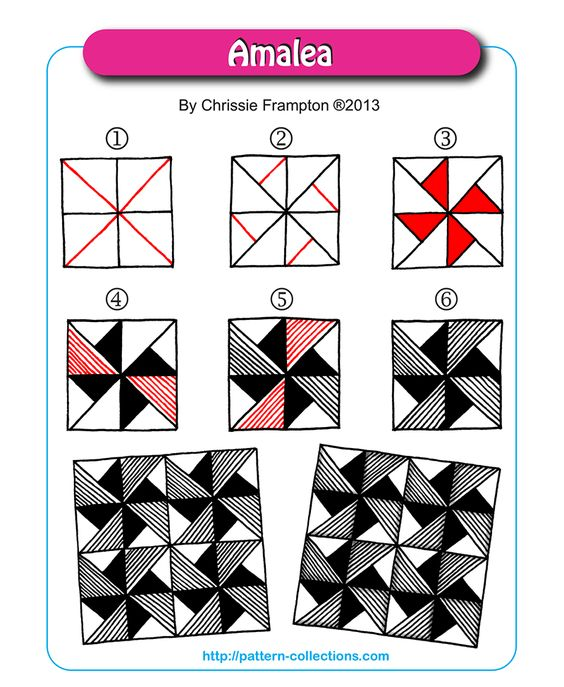 Amalea
By Chrissie Frampton ®2013
① ② ③
④ ⑤ ⑥
http://pattern-collections.com